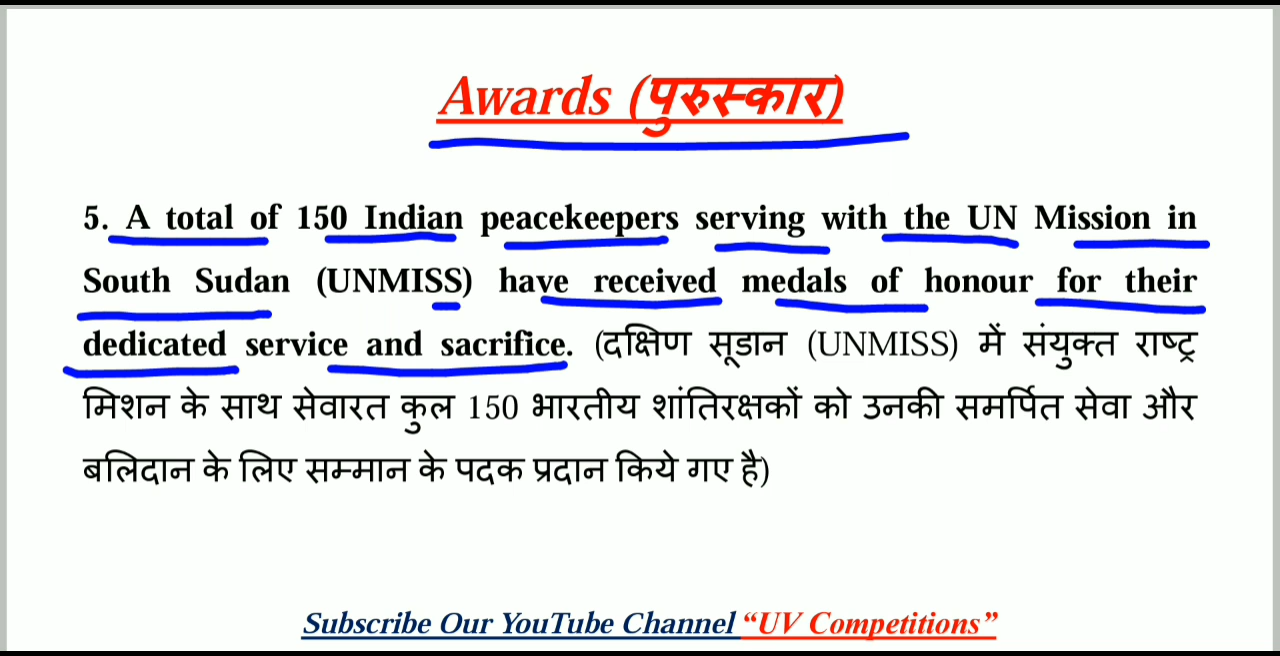 Awards (पुरुस्कार)
5. A total of 150 Indian peacekeepers serving with the UN Mission in
South Sudan (UNMISS) have received medals of honour for their
dedicated service and sacrifice. (दक्षिण सूडान (UNMISS) में संयुक्त राष्ट्र
मिशन के साथ सेवारत कुल 150 भारतीय शांतिरक्षकों को उनकी समर्पित सेवा और
बलिदान के लिए सम्मान के पदक प्रदान किये गए है)
Subscribe Our YouTube Channel “UV Competitions”